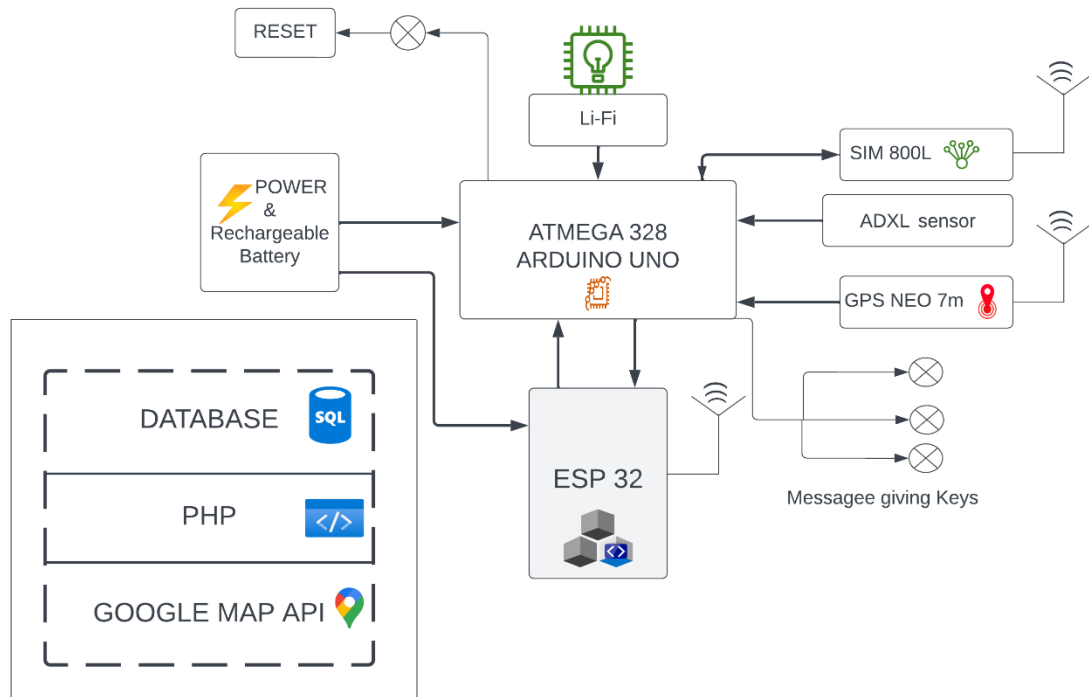 RESET
Li-Fi
SIM 800L
POWER
&
Rechargeable
Battery
ATMEGA 328
ARDUINO UNO
ADXL sensor
GPS NEO 7m
DATABASE
SQL
PHP
</>
GOOGLE MAP API
ESP 32
<>
Messagee giving Keys